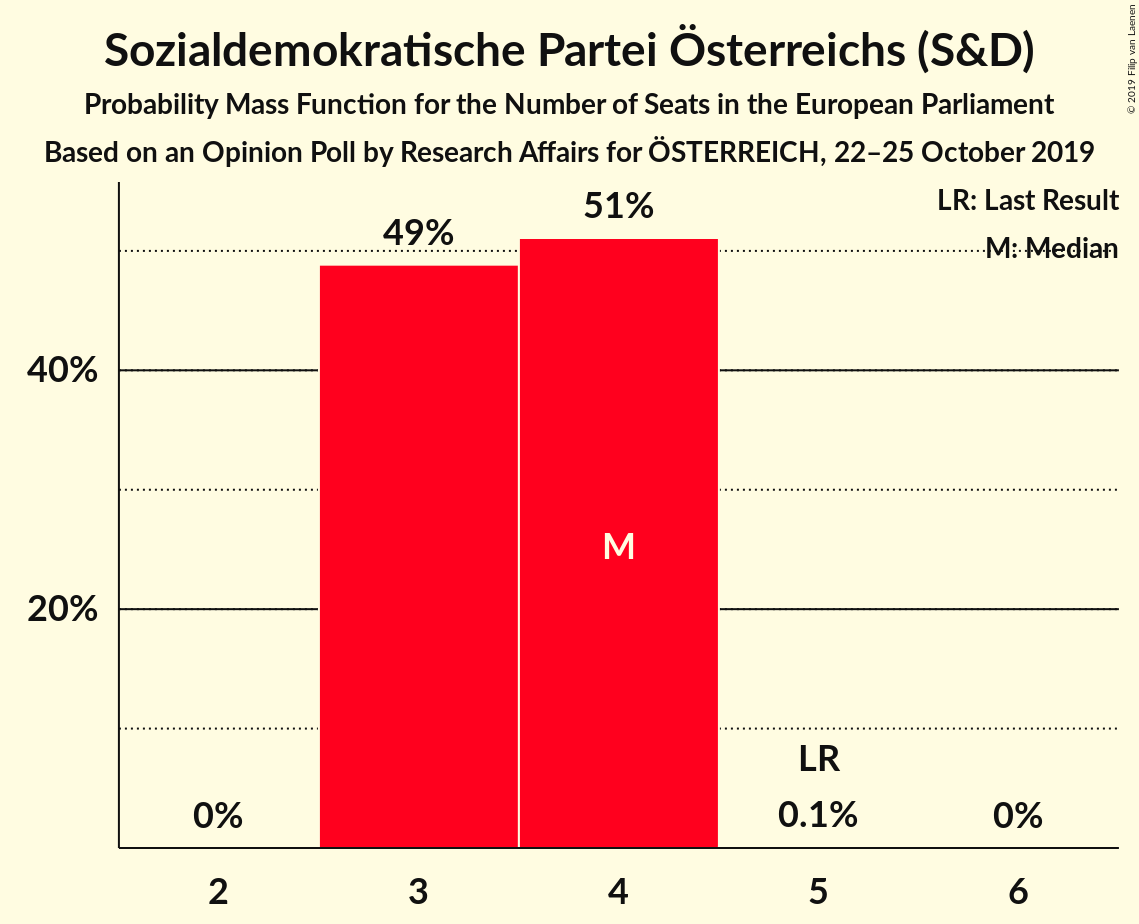 Sozialdemokratische Partei Österreichs (S&D)
Probability Mass Function for the Number of Seats in the European Parliament
Based on an Opinion Poll by Research Affairs for ÖSTERREICH, 22–25 October 2019
© 2019 Filip van Laenen
LR: Last Result
M: Median
49%
51%
40%
20%
M
LR
0%
0.1%
0%
2 3 4 5 6